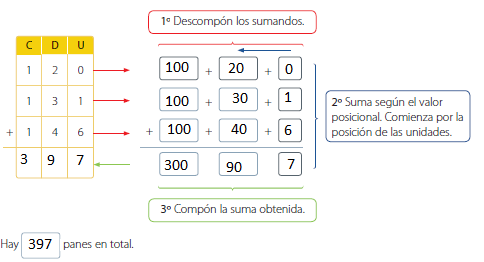 1º Descompón los sumandos.
C D U
1 2 0 100 + 20 + 0
1 3 1 100 + 30 + 1
+ 1 4 6 100 + 40 + 6
3 9 7 300 90 7
2º Suma según el valor
posicional. Comienza por la
posición de las unidades.
3º Compón la suma obtenida.
Hay 397 panes en total.